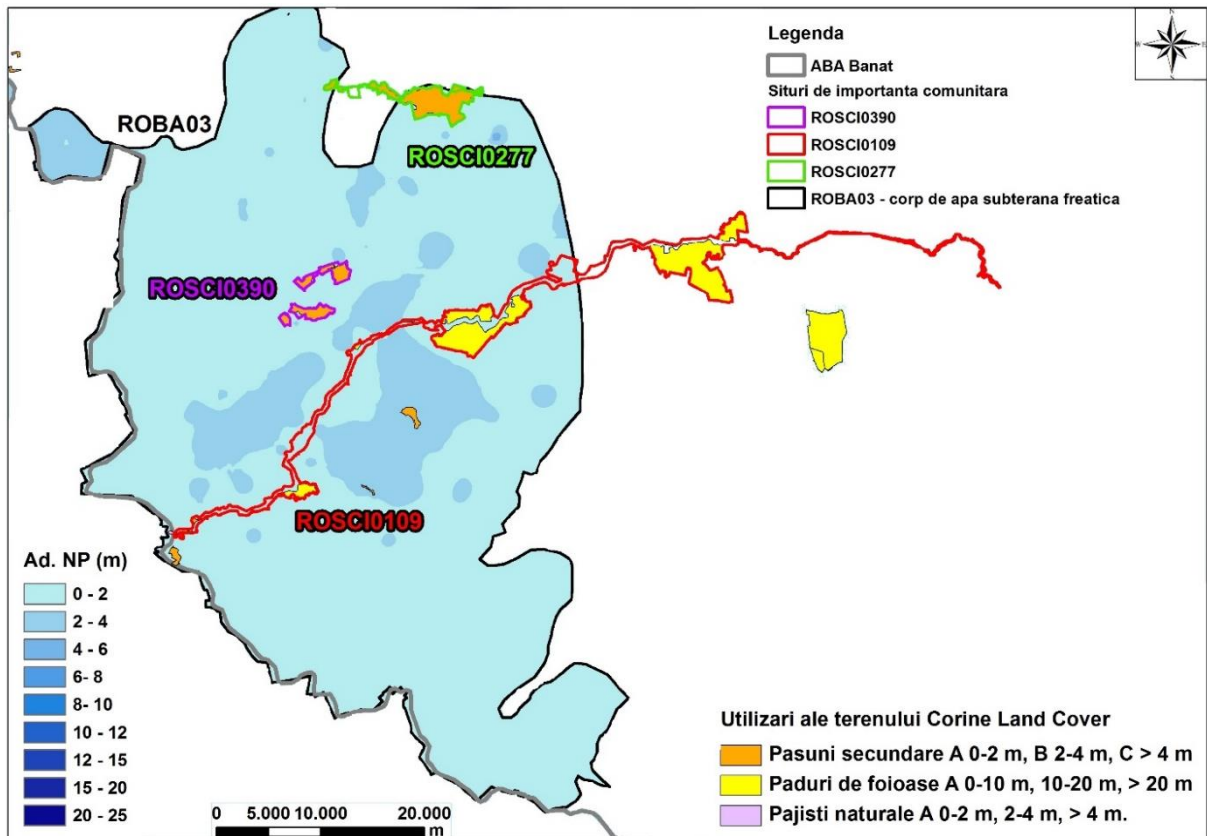 Legenda
ABA Banat
Situri de importanta comunitara
ROSCI0390
ROSCI0109
ROSCI0277
ROBA03 - corp de apa subterana freatica
ROBA03
ROSCI0277
ROSCI0390
ROSCI0109
Ad. NP (m)
0 - 2
2 - 4
4 - 6
6- 8
8- 10
10 - 12
12 - 15
15 - 20
20 - 25
0 5.000 10.000 20.000
m
Utilizari ale terenului Corine Land Cover
Pasuni secundare A 0-2 m, B 2-4 m, C > 4 m
Paduri de foioase A 0-10 m, 10-20 m, > 20 m
Pajisti naturale A 0-2 m, 2-4 m, > 4 m.